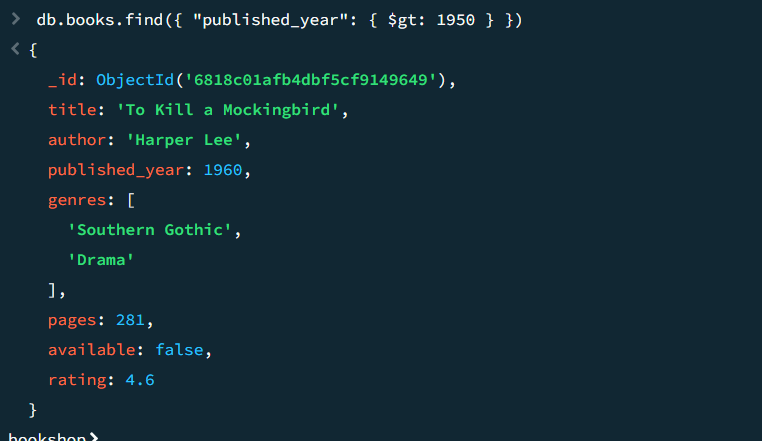 > db.books.find({ "published_year": { $gt: 1950 } })
< {
_id: ObjectId('6818c01afb4dbf5cf9149649'),
title: 'To Kill a Mockingbird',
author: 'Harper Lee',
published_year: 1960,
genres: [
'Southern Gothic',
'Drama'
],
pages: 281,
available: false,
rating: 4.6
}
bookshop>